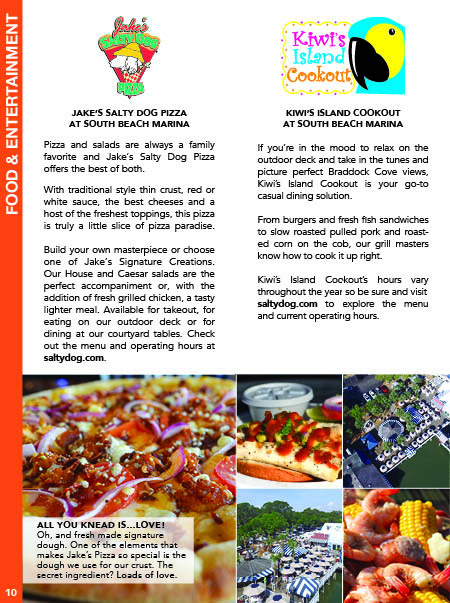 FOOD & ENTERTAINMENT
Jake's
SALTY DOG
PIZZA
JAKE'S SALTY DOG PIZZA
AT SOUTH BEACH MARINA
Pizza and salads are always a family
favorite and Jake's Salty Dog Pizza
offers the best of both.
With traditional style thin crust, red or
white sauce, the best cheeses and a
host of the freshest toppings, this pizza
is truly a little slice of pizza paradise.
Build your own masterpiece or choose
one of Jake's Signature Creations.
Our House and Caesar salads are the
perfect accompaniment or, with the
addition of fresh grilled chicken, a tasty
lighter meal. Available for takeout, for
eating on our outdoor deck or for
dining at our courtyard tables. Check
out the menu and operating hours at
saltydog.com.
Kiwi's
Island
Cookout
KIWI'S ISLAND COOKOUT
AT SOUTH BEACH MARINA
If you're in the mood to relax on the
outdoor deck and take in the tunes and
picture perfect Braddock Cove views,
Kiwi's Island Cookout is your go-to
casual dining solution.
From burgers and fresh fish sandwiches
to slow roasted pulled pork and roast-
ed corn on the cob, our grill masters
know how to cook it up right.
Kiwi's Island Cookout's hours vary
throughout the year so be sure and visit
saltydog.com to explore the menu
and current operating hours.
ALL YOU KNEAD IS...LOVE!
Oh, and fresh made signature
dough. One of the elements that
makes Jake's Pizza so special is the
dough we use for our crust. The
secret ingredient? Loads of love.
10